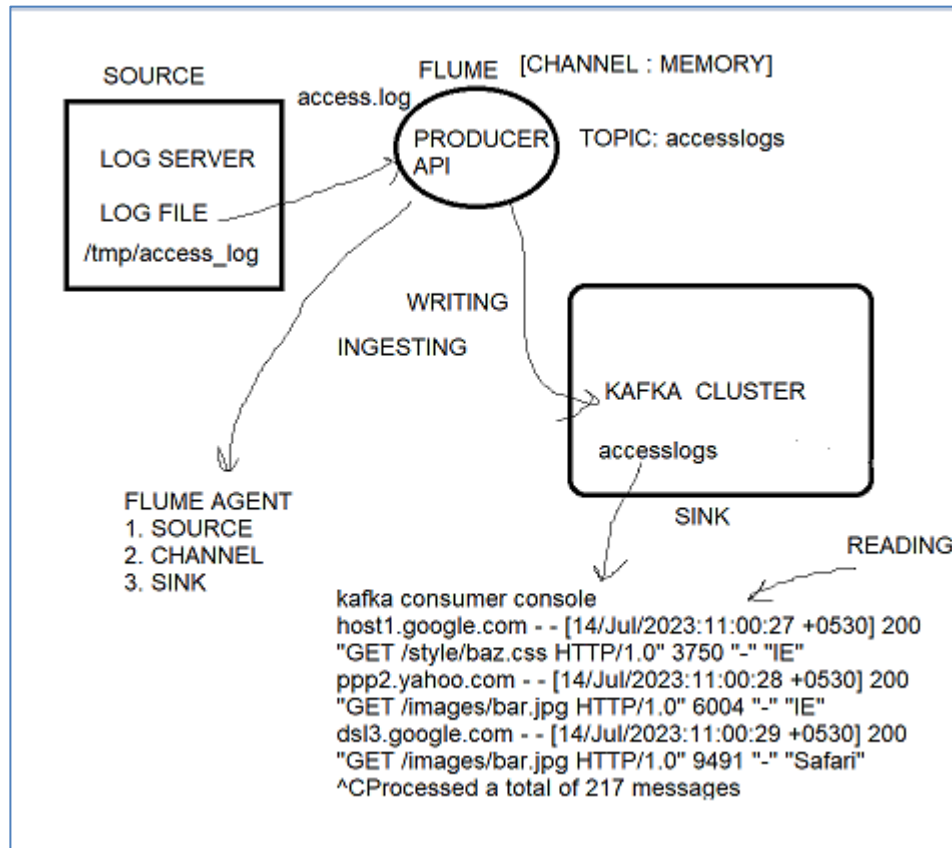 SOURCE
FLUME [CHANNEL : MEMORY]
access.log
LOG SERVER
LOG FILE
/tmp/access_log
PRODUCER
API
TOPIC: accesslogs
WRITING
INGESTING
KAFKA CLUSTER
accesslogs
SINK
FLUME AGENT
1. SOURCE
2. CHANNEL
3. SINK
READING
kafka consumer console
host1.google.com - - [14/Jul/2023:11:00:27 +0530] 200
"GET /style/baz.css HTTP/1.0" 3750 "-" "IE"
ppp2.yahoo.com - - [14/Jul/2023:11:00:28 +0530] 200
"GET /images/bar.jpg HTTP/1.0" 6004 "-" "IE"
dsl3.google.com - - [14/Jul/2023:11:00:29 +0530] 200
"GET /images/bar.jpg HTTP/1.0" 9491 "-" "Safari"
^CProcessed a total of 217 messages